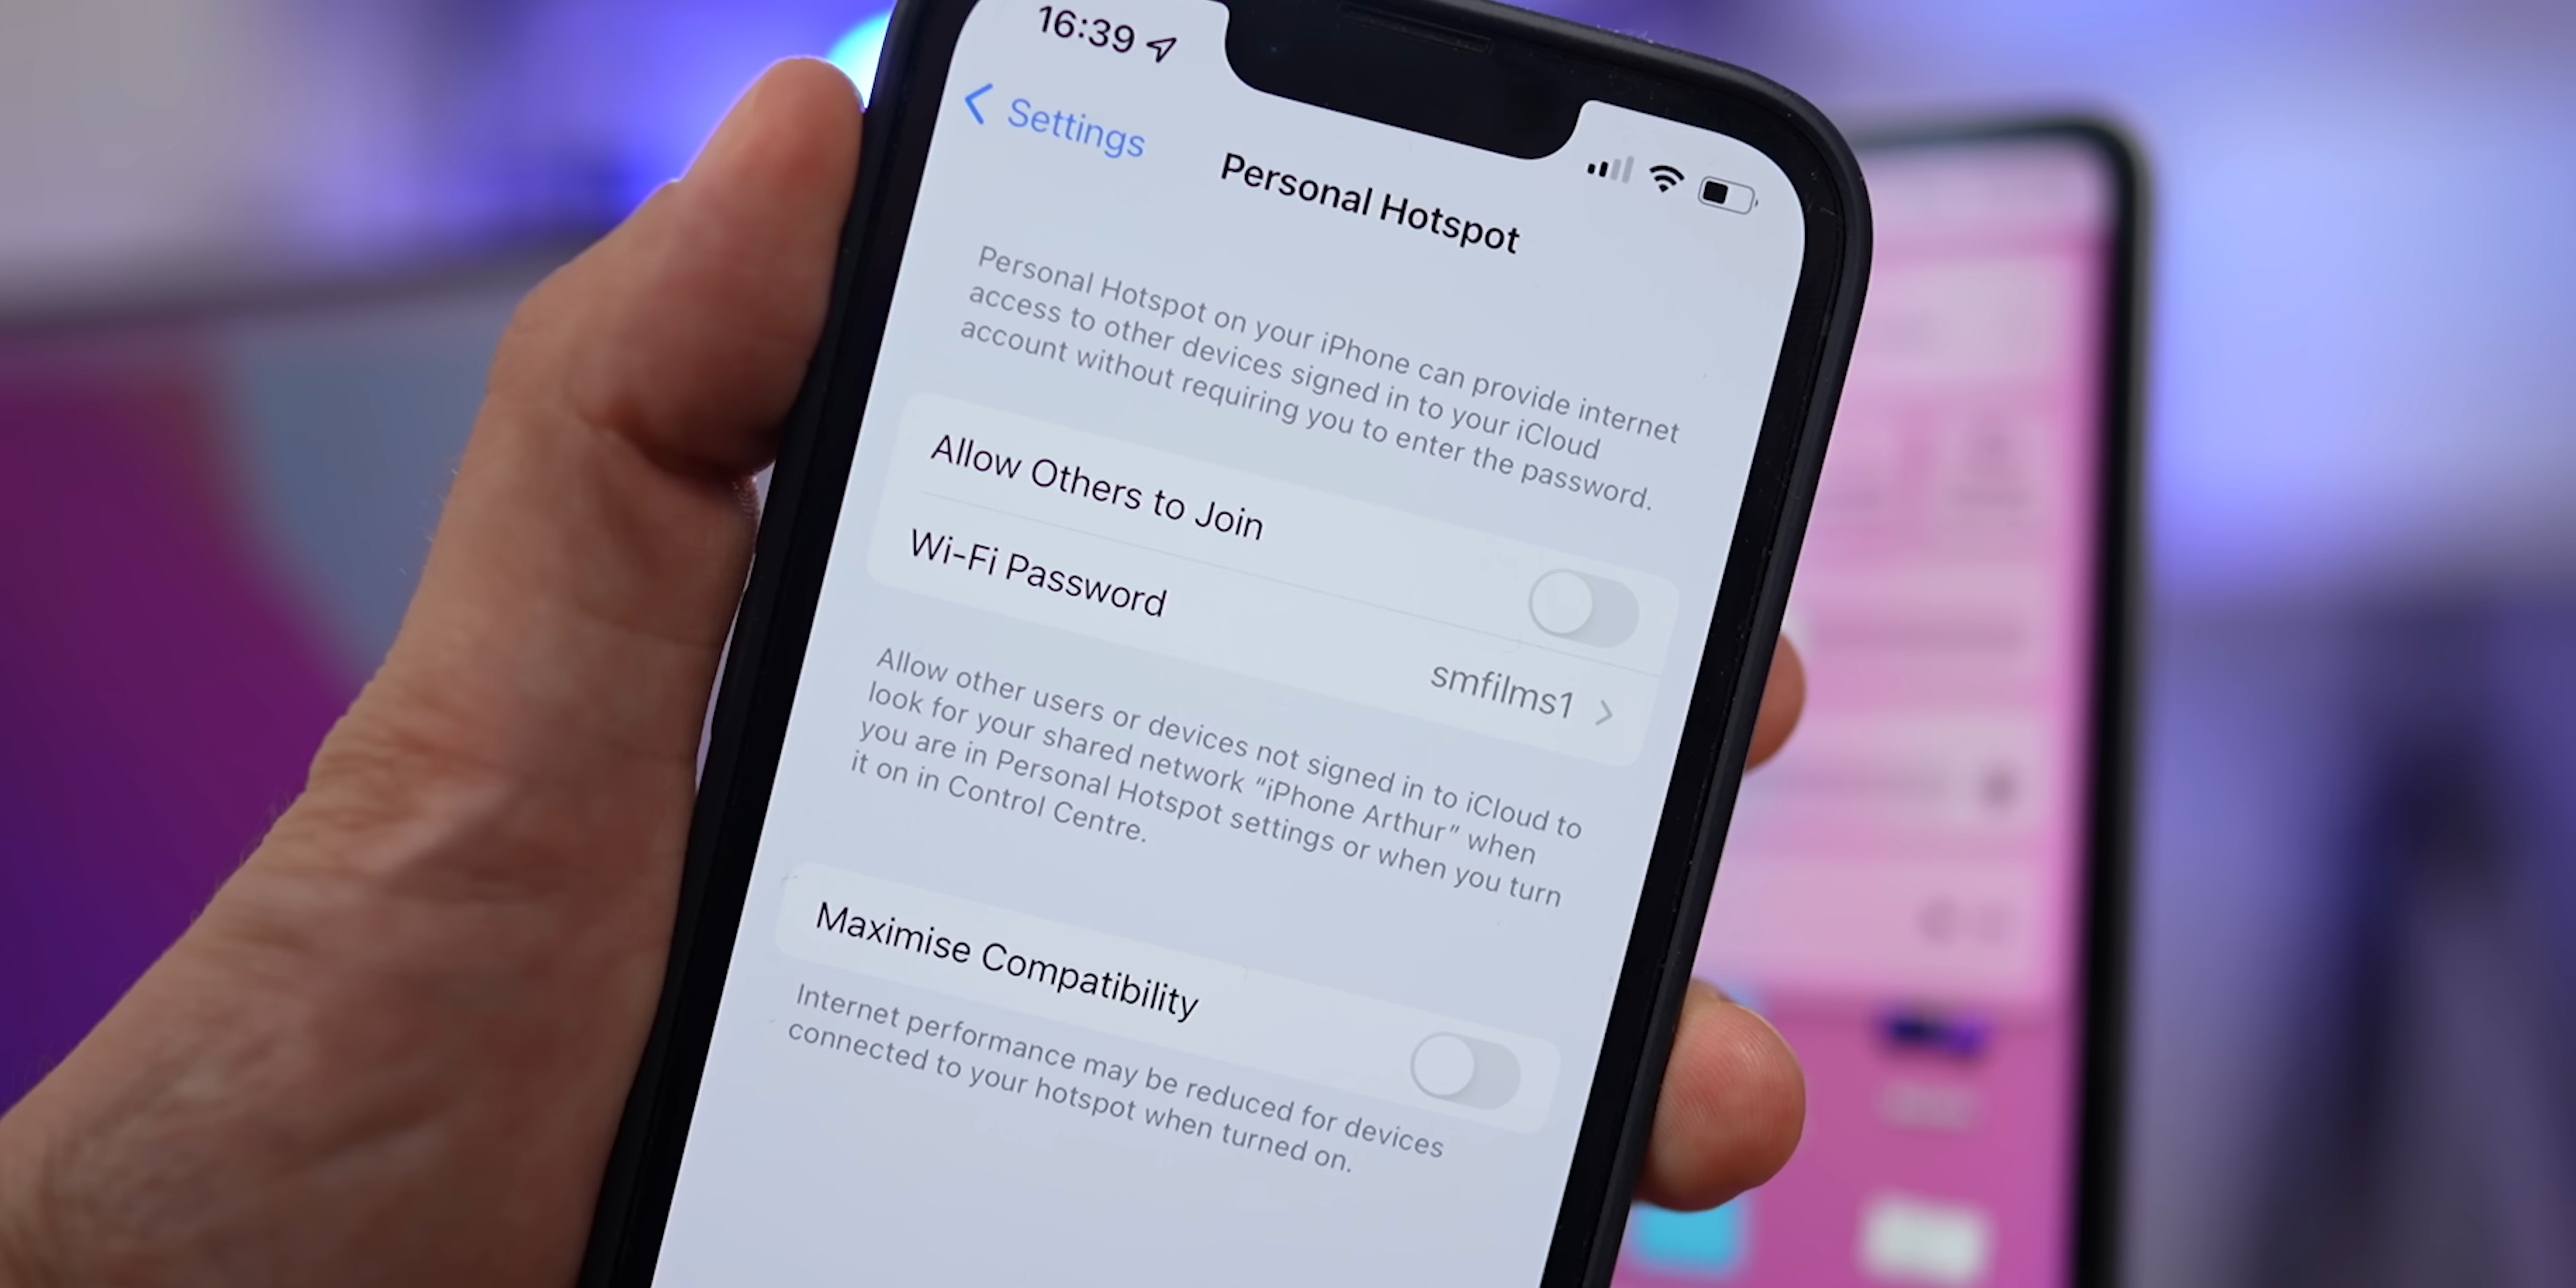 16:39
Settings
Personal Hotspot
Personal Hotspot on your iPhone can provide internet
access to other devices signed in to your iCloud
account without requiring you to enter the password.
Allow Others to Join
Wi-Fi Password
smfilms1
Allow other users or devices not signed in to iCloud to
look for your shared network “iPhone Arthur” when
you are in Personal Hotspot settings or when you turn
it on in Control Centre.
Maximise Compatibility
Internet performance may be reduced for devices
connected to your hotspot when turned on.